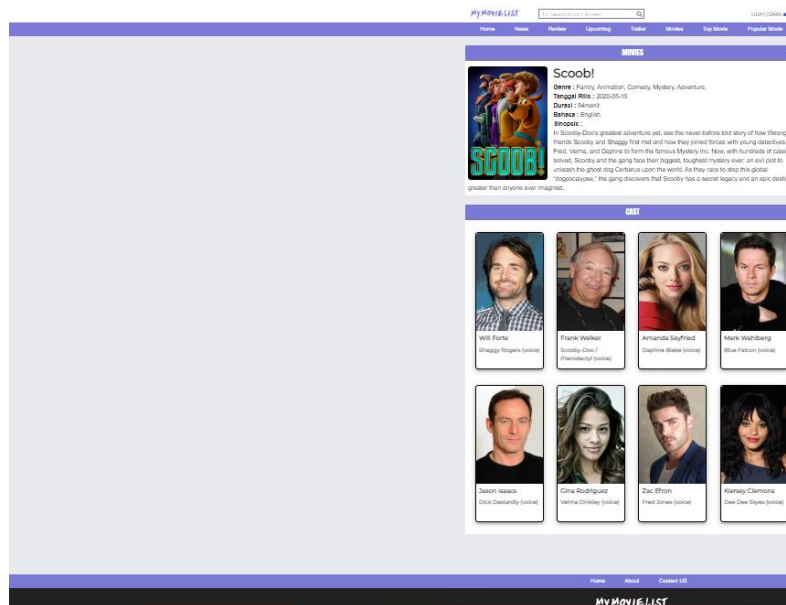 MYMOVIELIST
LIGHT/DARK
Home News Review Upcoming Trailer Movies Top Movie Popular Movie
MOVIES
SCOOB!
Scoob!
Genre : Family, Animation, Comedy, Mystery, Adventure,
Tanggal Rilis : 2020-05-15
Durasi : 94menit
Bahasa : English
Sinopsis :
In Scooby-Doo's greatest adventure yet, see the never-before told story of how lifelong
friends Scooby and Shaggy first met and how they joined forces with young detectives
Fred, Velma, and Daphne to form the famous Mystery Inc. Now, with hundreds of case
solved, Scooby and the gang face their biggest, toughest mystery ever: an evil plot to
unleash the ghost dog Cerberus upon the world. As they race to stop this global
"dogpocalypse," the gang discovers that Scooby has a secret legacy and an epic desti
greater than anyone ever imagined.
CAST
Will Forte Frank Welker Amanda Seyfried Mark Wahlberg
Shaggy Rogers (voice) Scooby-Doo / Daphne Blake (voice) Blue Falcon (voice)
(voice)
Jason Isaacs Gina Rodriguez Zac Efron Kiersey Clemons
Dick Dastardly (voice) Velma Dinkley (voice) Fred Jones (voice) Dee Dee Skyes (voice)
Home About Contact US
MYMOVIELIST